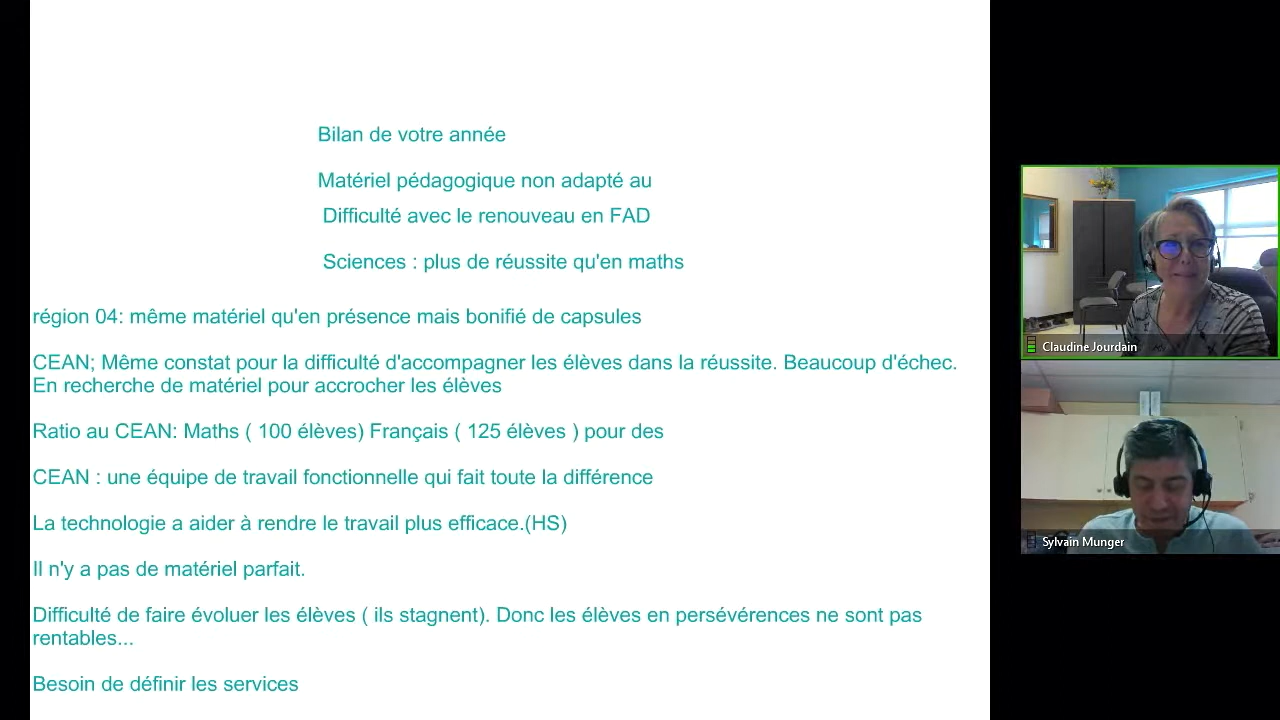 Bilan de votre année
Matériel pédagogique non adapté au
Difficulté avec le renouveau en FAD
Sciences : plus de réussite qu'en maths
région 04: même matériel qu'en présence mais bonifié de capsules
CEAN; Même constat pour la difficulté d'accompagner les élèves dans la réussite. Beaucoup d'échec.
En recherche de matériel pour accrocher les élèves
Ratio au CEAN: Maths ( 100 élèves) Français ( 125 élèves ) pour des
CEAN : une équipe de travail fonctionnelle qui fait toute la différence
La technologie a aider à rendre le travail plus efficace.(HS)
Il n'y a pas de matériel parfait.
Difficulté de faire évoluer les élèves ( ils stagnent). Donc les élèves en persévérences ne sont pas
rentables...
Besoin de définir les services
Claudine Jourdain
Sylvain Munger